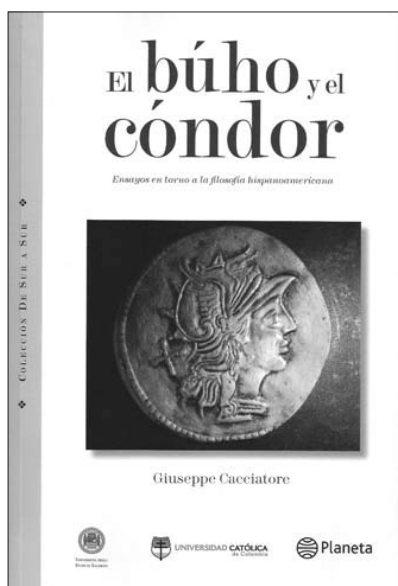 El búho y el
cóndor
Ensayos en torno a la filosofía hispanoamericana
COLECCIÓN DE SUR A SUR
Giuseppe Cacciatore
UNIVERSIDAD CATÓLICA
de Colombia
Planeta